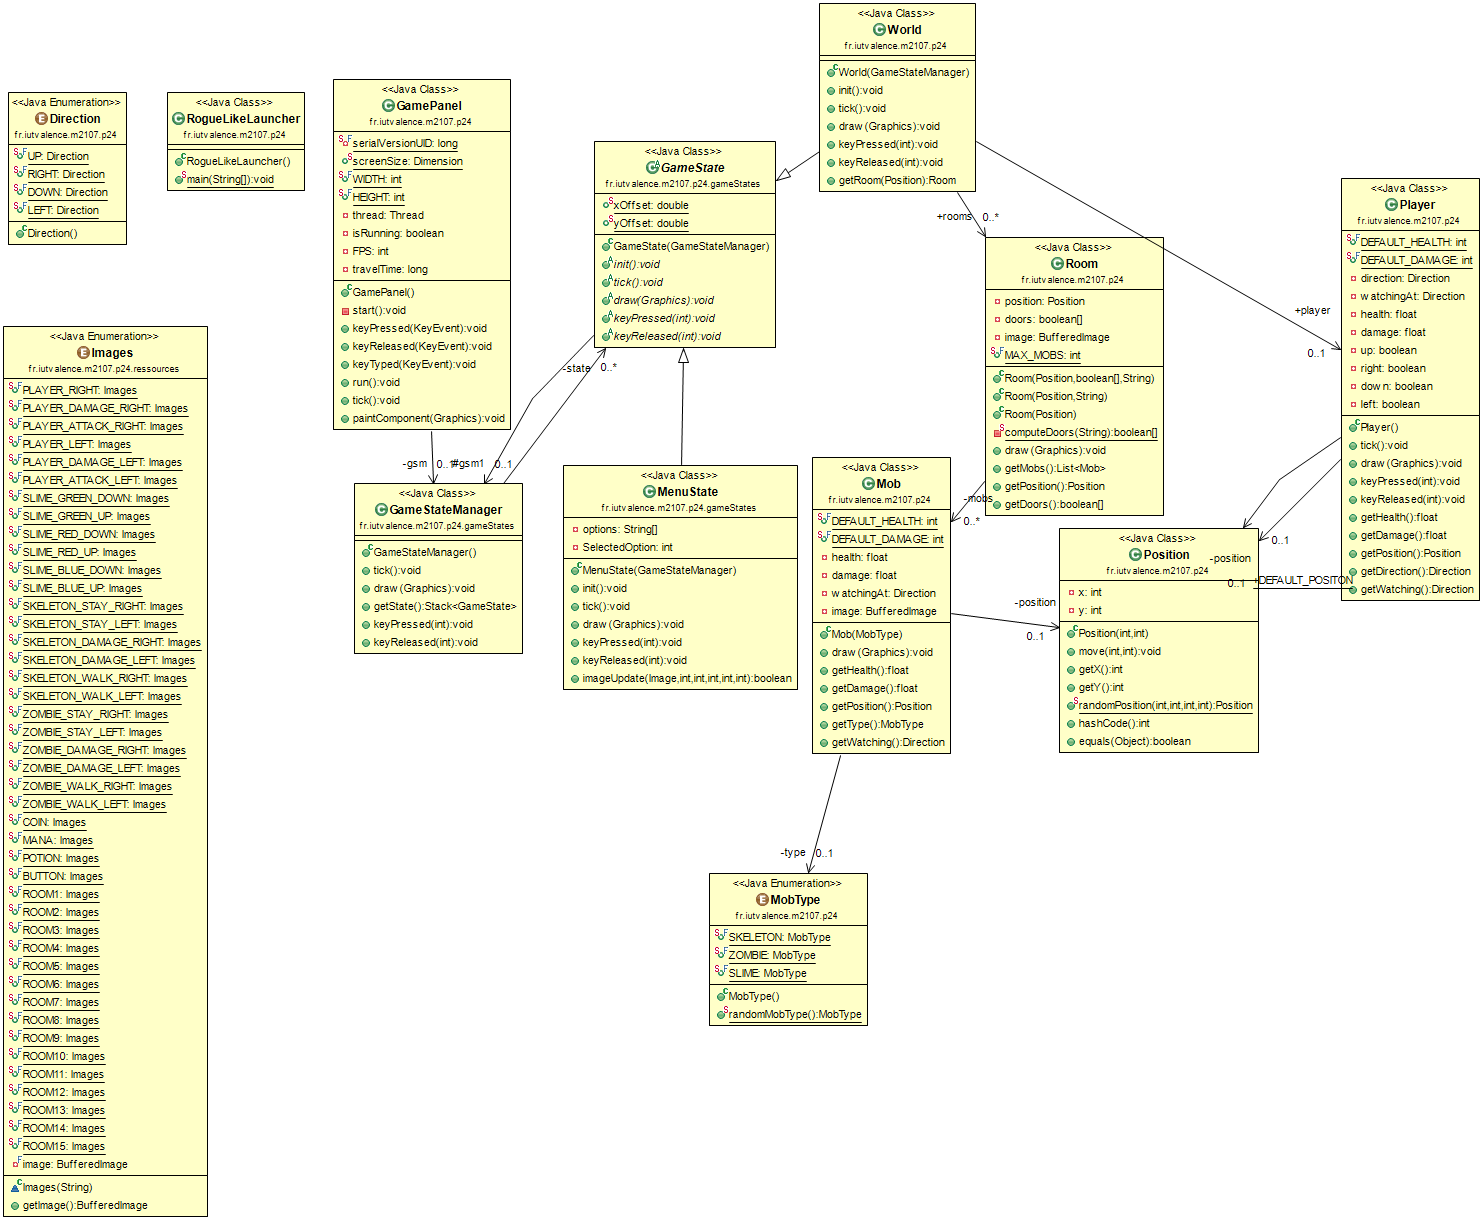 <<Java Class>>
World
fr.iutvalence.m2107.p24
World(GameStateManager)
init():void
tick():void
draw(Graphics):void
keyPressed(int):void
keyReleased(int):void
getRoom(Position):Room
<<Java Enumeration>>
Direction
fr.iutvalence.m2107.p24
UP: Direction
RIGHT: Direction
DOWN: Direction
LEFT: Direction
Direction()
<<Java Class>>
RogueLikeLauncher
fr.iutvalence.m2107.p24
RogueLikeLauncher()
main(String[]):void
<<Java Class>>
GamePanel
fr.iutvalence.m2107.p24
serialVersionUID: long
screenSize: Dimension
WIDTH: int
HEIGHT: int
thread: Thread
isRunning: boolean
FPS: int
travelTime: long
GamePanel()
start():void
keyPressed(KeyEvent):void
keyReleased(KeyEvent):void
keyTyped(KeyEvent):void
run():void
tick():void
paintComponent(Graphics):void
<<Java Class>>
GameState
fr.iutvalence.m2107.p24.gameStates
xOffset: double
yOffset: double
GameState(GameStateManager)
init():void
tick():void
draw(Graphics):void
keyPressed(int):void
keyReleased(int):void
+rooms 0..*
+player
0..1
<<Java Class>>
Room
fr.iutvalence.m2107.p24
position: Position
doors: boolean[]
image: BufferedImage
MAX_MOBS: int
Room(Position,boolean[],String)
Room(Position,String)
Room(Position)
computeDoors(String):boolean[]
draw(Graphics):void
getMobs():List<Mob>
getPosition():Position
getDoors():boolean[]
<<Java Class>>
Player
fr.iutvalence.m2107.p24
DEFAULT_HEALTH: int
DEFAULT_DAMAGE: int
direction: Direction
watchingAt: Direction
health: float
damage: float
up: boolean
right: boolean
down: boolean
left: boolean
Player()
tick():void
draw(Graphics):void
keyPressed(int):void
keyReleased(int):void
getHealth():float
getDamage():float
getPosition():Position
getDirection():Direction
getWatching():Direction
<<Java Enumeration>>
Images
fr.iutvalence.m2107.p24.ressources
PLAYER_RIGHT: Images
PLAYER_DAMAGE_RIGHT: Images
PLAYER_ATTACK_RIGHT: Images
PLAYER_LEFT: Images
PLAYER_DAMAGE_LEFT: Images
PLAYER_ATTACK_LEFT: Images
SLIME_GREEN_DOWN: Images
SLIME_GREEN_UP: Images
SLIME_RED_DOWN: Images
SLIME_RED_UP: Images
SLIME_BLUE_DOWN: Images
SLIME_BLUE_UP: Images
SKELETON_STAY_RIGHT: Images
SKELETON_STAY_LEFT: Images
SKELETON_DAMAGE_RIGHT: Images
SKELETON_DAMAGE_LEFT: Images
SKELETON_WALK_RIGHT: Images
SKELETON_WALK_LEFT: Images
ZOMBIE_STAY_RIGHT: Images
ZOMBIE_STAY_LEFT: Images
ZOMBIE_DAMAGE_RIGHT: Images
ZOMBIE_DAMAGE_LEFT: Images
ZOMBIE_WALK_RIGHT: Images
ZOMBIE_WALK_LEFT: Images
COIN: Images
MANA: Images
POTION: Images
BUTTON: Images
ROOM1: Images
ROOM2: Images
ROOM3: Images
ROOM4: Images
ROOM5: Images
ROOM6: Images
ROOM7: Images
ROOM8: Images
ROOM9: Images
ROOM10: Images
ROOM11: Images
ROOM12: Images
ROOM13: Images
ROOM14: Images
ROOM15: Images
image: BufferedImage
Images(String)
getImage():BufferedImage
-state 0..*
-gsm 0..1
#gsm1 0..1
<<Java Class>>
GameStateManager
fr.iutvalence.m2107.p24.gameStates
GameStateManager()
tick():void
draw(Graphics):void
getState():Stack<GameState>
keyPressed(int):void
keyReleased(int):void
<<Java Class>>
MenuState
fr.iutvalence.m2107.p24.gameStates
options: String[]
SelectedOption: int
MenuState(GameStateManager)
init():void
tick():void
draw(Graphics):void
keyPressed(int):void
keyReleased(int):void
imageUpdate(Image,int,int,int,int,int):boolean
<<Java Class>>
Mob
fr.iutvalence.m2107.p24
DEFAULT_HEALTH: int
DEFAULT_DAMAGE: int
health: float
damage: float
watchingAt: Direction
image: BufferedImage
Mob(MobType)
draw(Graphics):void
getHealth():float
getDamage():float
getPosition():Position
getType():MobType
getWatching():Direction
-mobs
0..*
-position
0..1
<<Java Class>>
Position
fr.iutvalence.m2107.p24
x: int
y: int
Position(int,int)
move(int,int):void
getX():int
getY():int
randomPosition(int,int,int,int):Position
hashCode():int
equals(Object):boolean
0..1
-position
0..1
+DEFAULT_POSITON
-type 0..1
<<Java Enumeration>>
MobType
fr.iutvalence.m2107.p24
SKELETON: MobType
ZOMBIE: MobType
SLIME: MobType
MobType()
randomMobType():MobType